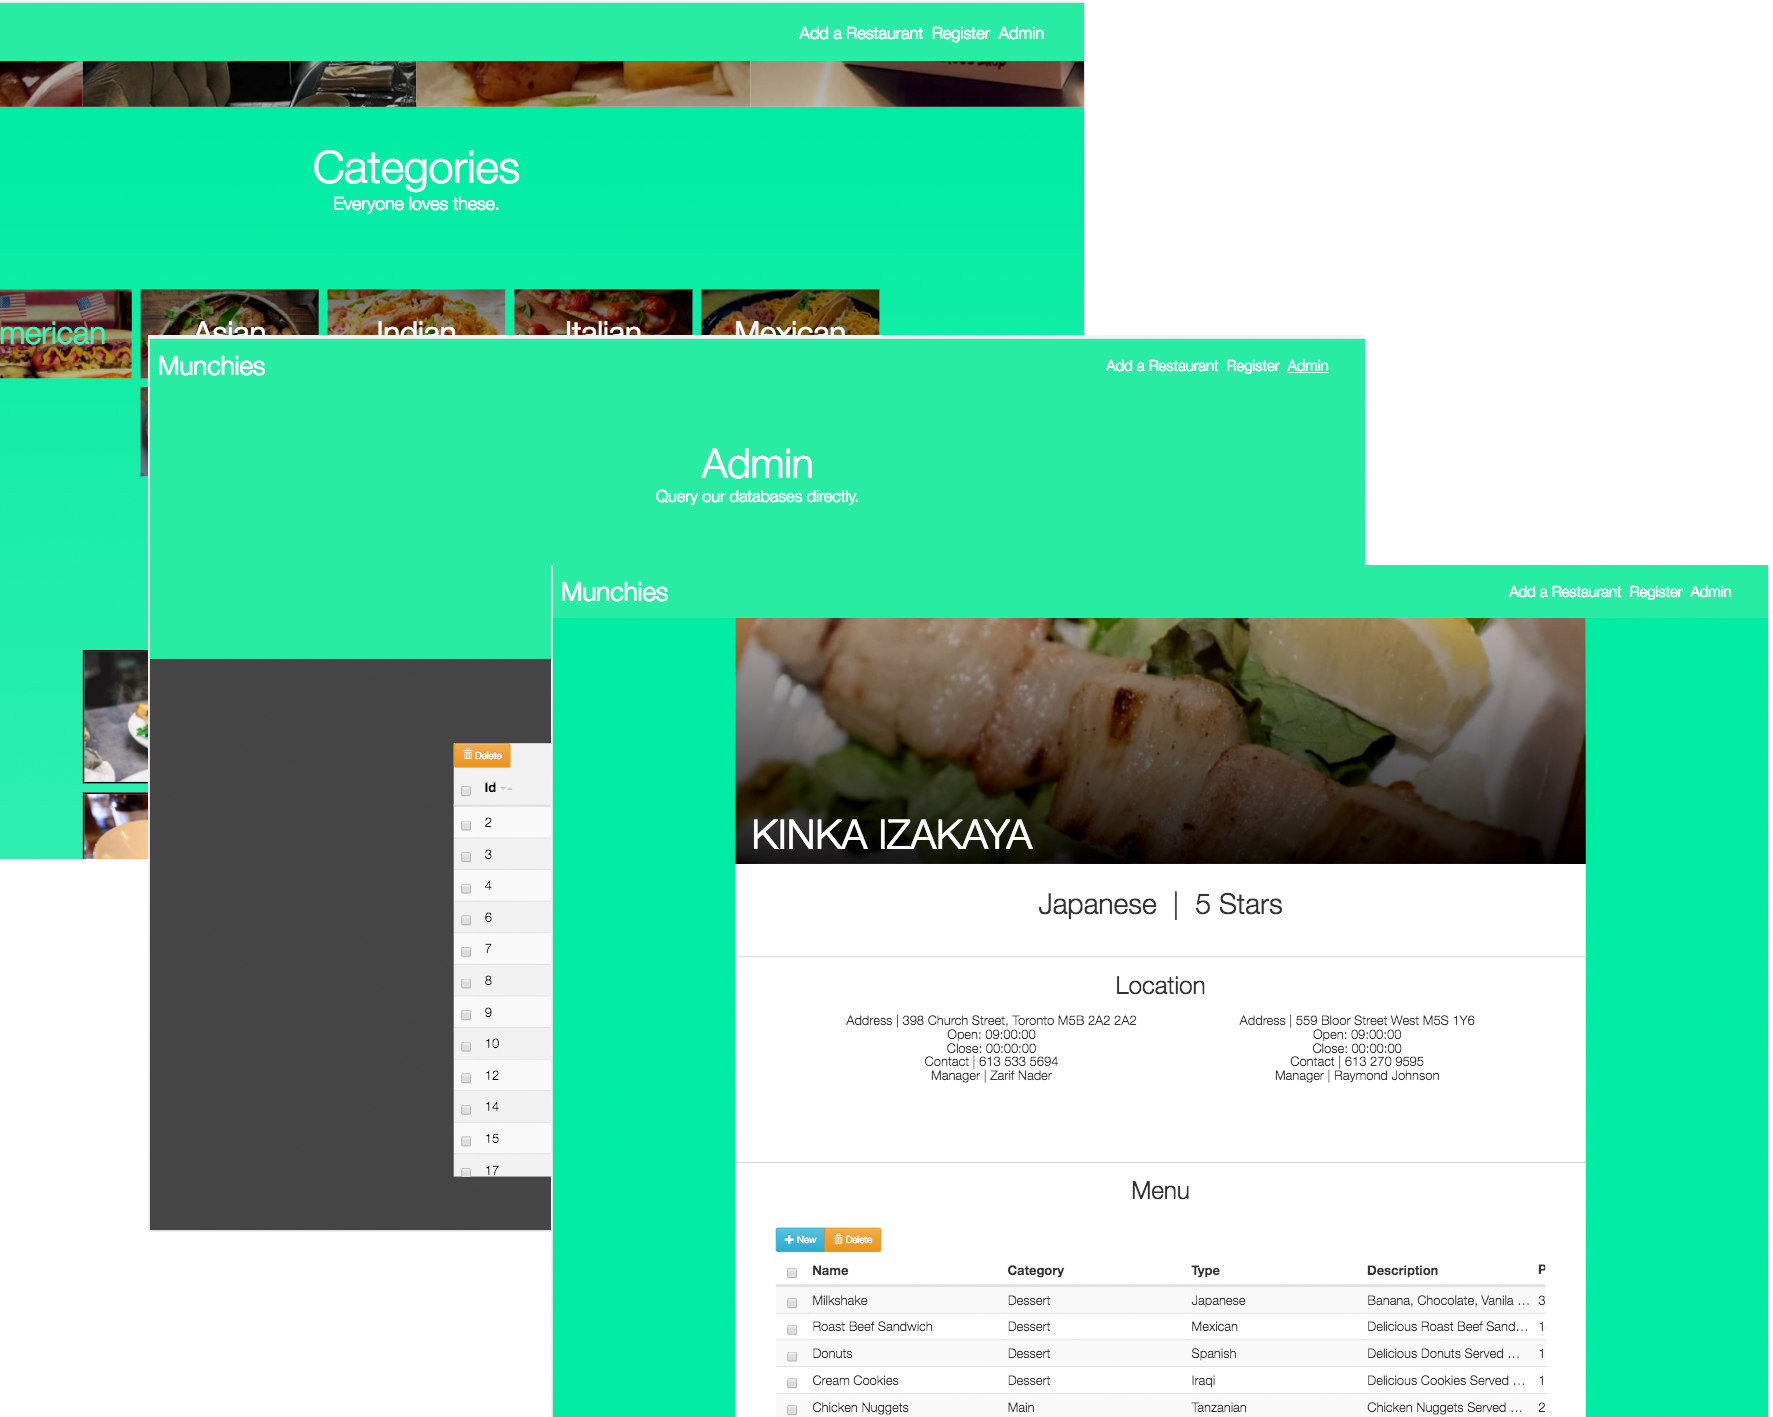 Add a Restaurant Register Admin
Categories
Everyone loves these.
merican
Asian
Indian
Italian
Mexican
Munchies
Add a Restaurant Register Admin
Admin
Query our databases directly.
Delete
Id
2
3
4
6
7
8
9
10
12
14
15
17
Munchies
Add a Restaurant Register Admin
KINKA IZAKAYA
Japanese | 5 Stars
Location
Address | 398 Church Street, Toronto M5B 2A2 2A2
Open: 09:00:00
Close: 00:00:00
Contact | 613 533 5694
Manager | Zarif Nader
Address | 559 Bloor Street West M5S 1Y6
Open: 09:00:00
Close: 00:00:00
Contact | 613 270 9595
Manager | Raymond Johnson
Menu
+ New Delete
Name Category Type Description P
Milkshake Dessert Japanese Banana, Chocolate, Vanila ... 3
Roast Beef Sandwich Dessert Mexican Delicious Roast Beef Sand... 1
Donuts Dessert Spanish Delicious Donuts Served ... 1
Cream Cookies Dessert Iraqi Delicious Cookies Served ... 1
Chicken Nuggets Main Tanzanian Chicken Nuggets Served ... 2